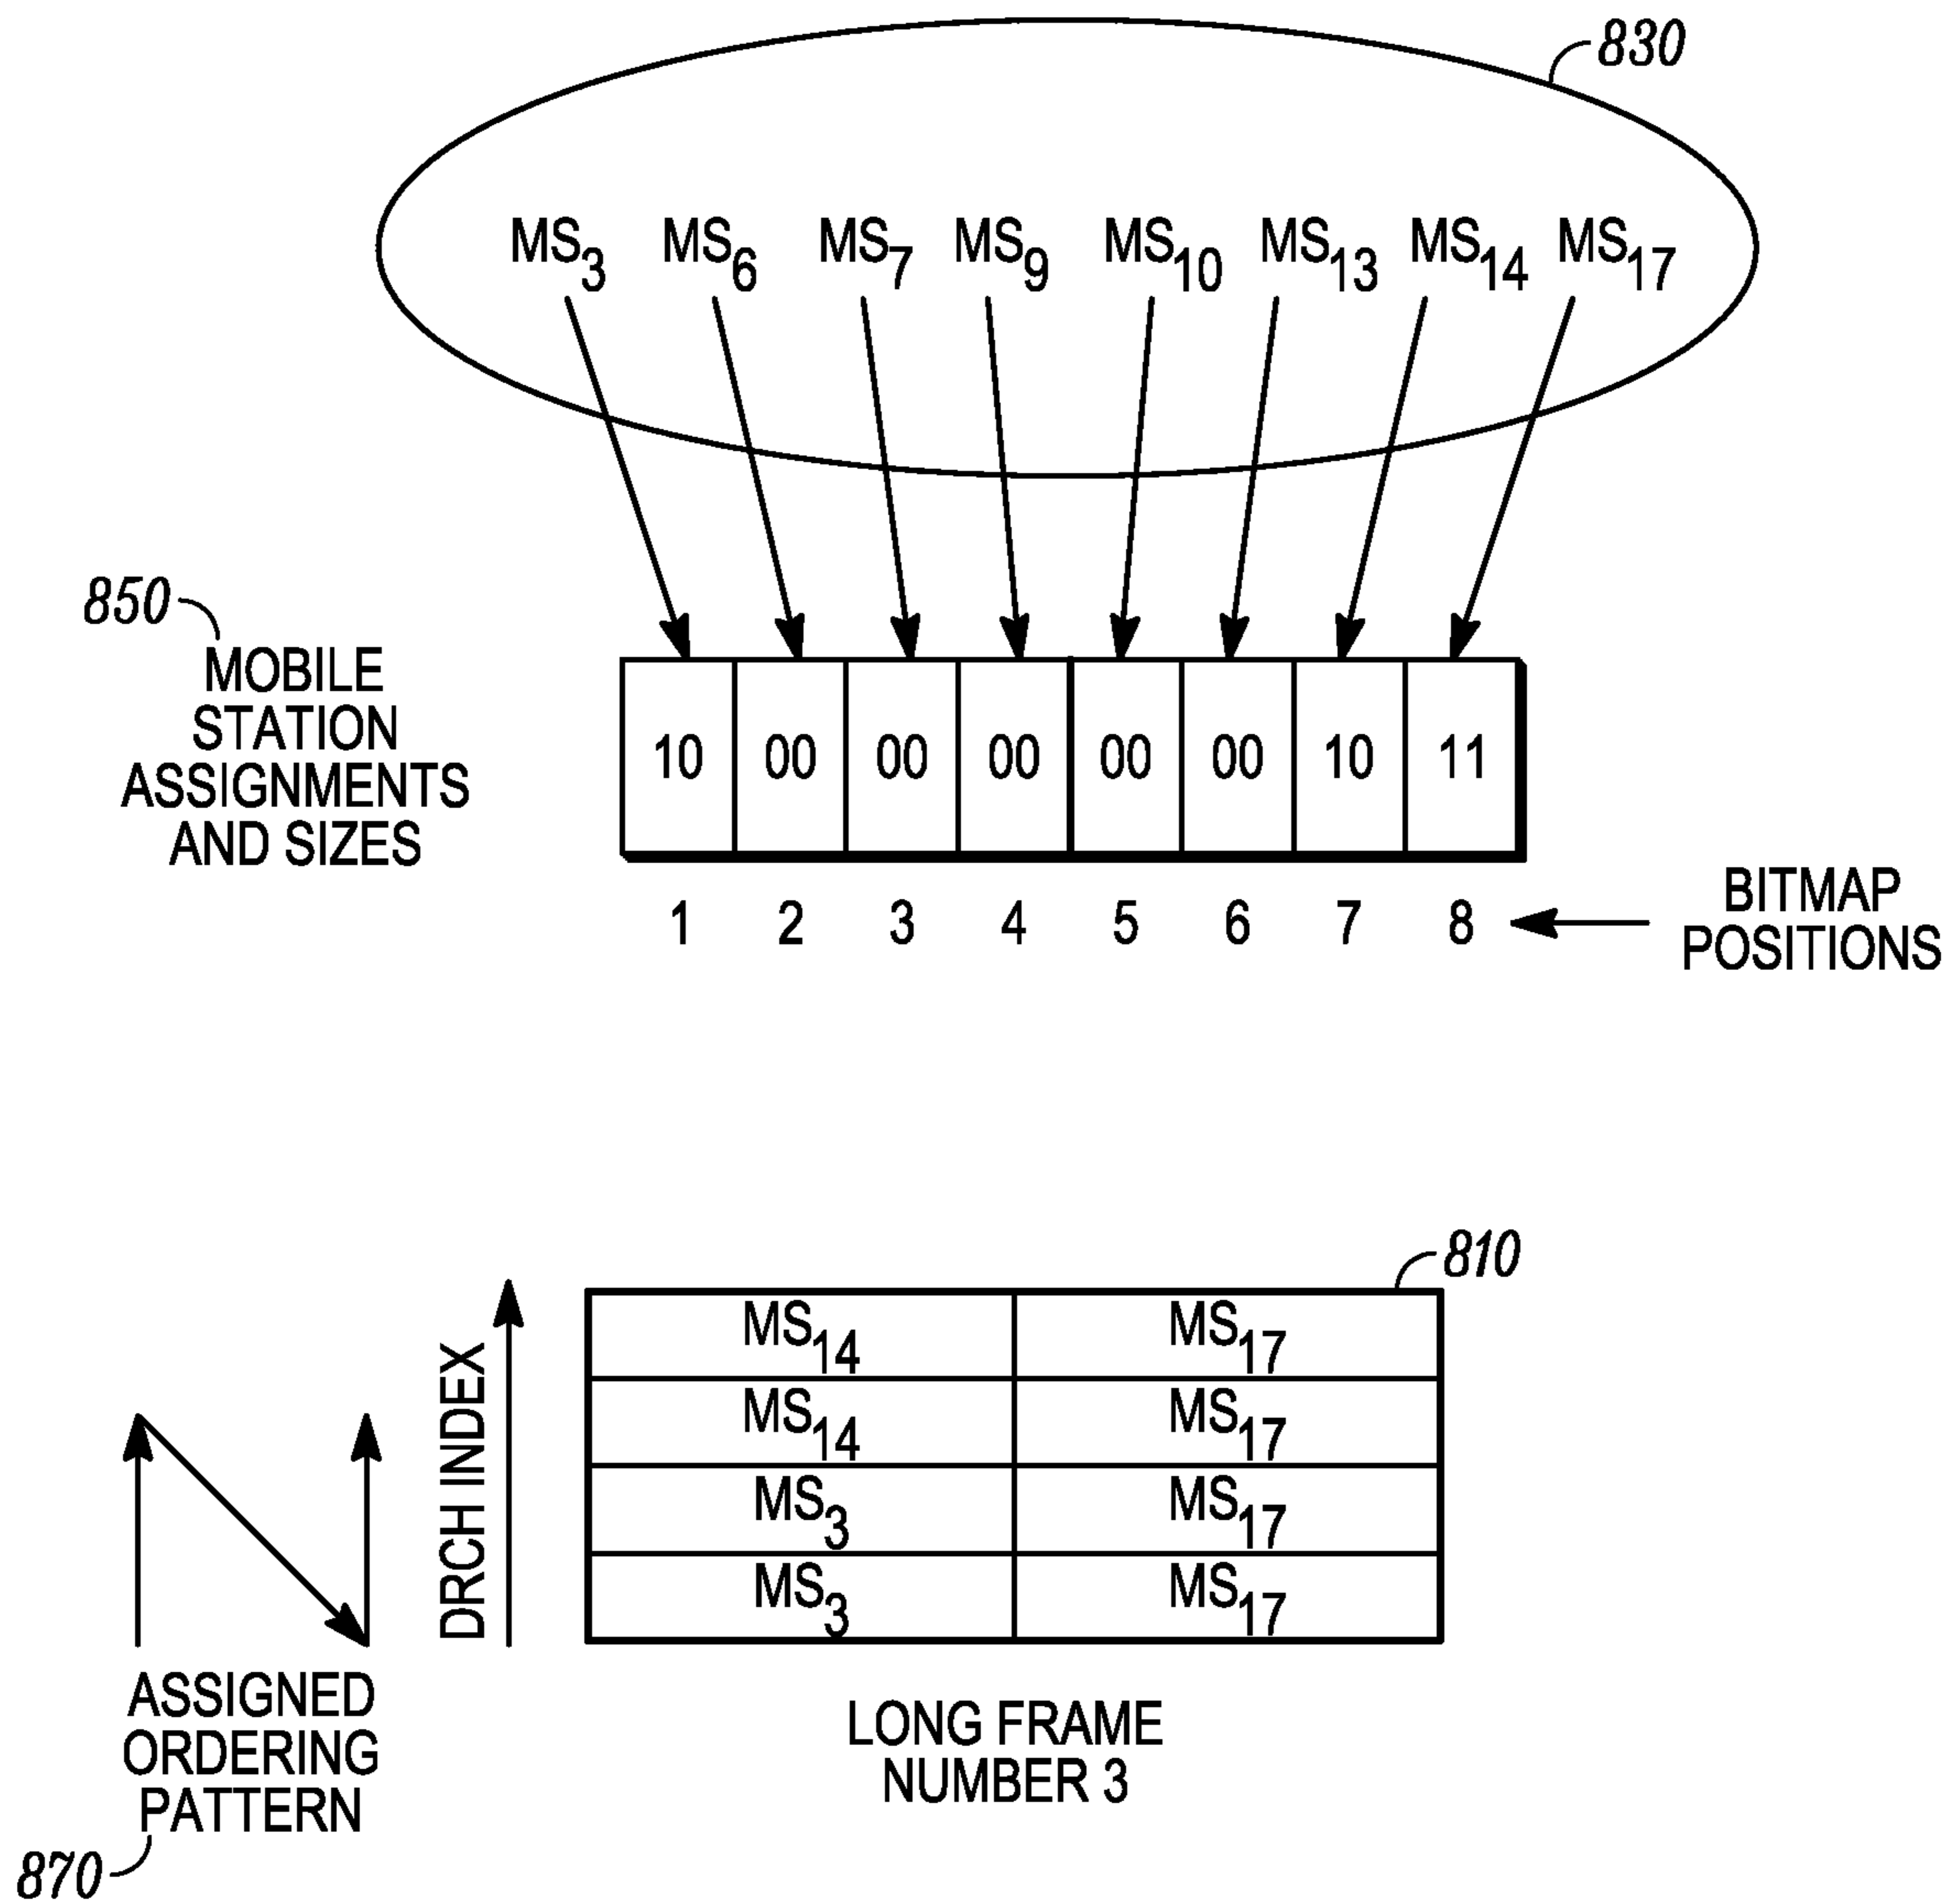 830
MS3 MS6 MS7 MS9 MS10 MS13 MS14 MS17
850
MOBILE
STATION
ASSIGNMENTS
AND SIZES
10 00 00 00 00 00 10 11
1 2 3 4 5 6 7 8
BITMAP
POSITIONS
810
DRCH INDEX
MS14 MS17
MS14 MS17
MS3 MS17
MS3 MS17
ASSIGNED
ORDERING
PATTERN
870
LONG FRAME
NUMBER 3